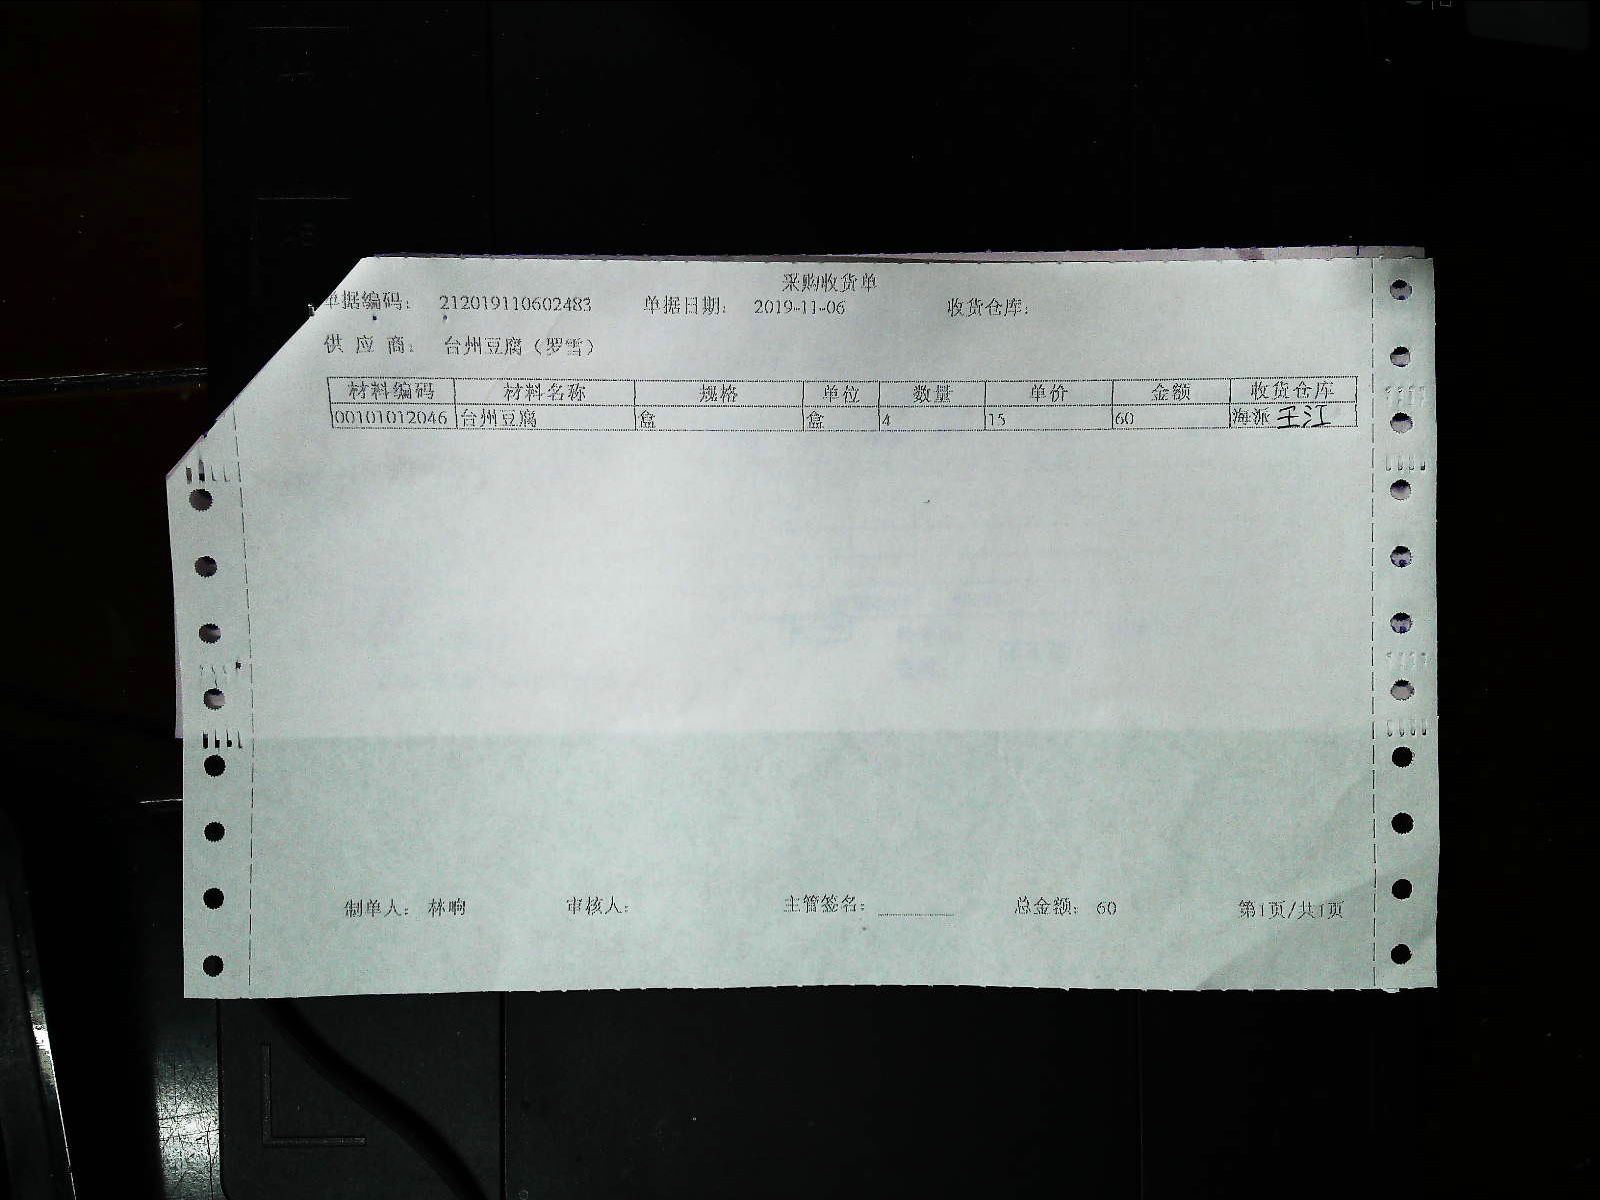 采购收货单
单据编码： 212019110602483 单据日期： 2019-11-06 收货仓库：
供 应 商： 台州豆腐（罗雪）
材料编码 材料名称 规格 单位 数量 单价 金额 收货仓库
00101012046 台州豆腐 盒 盒 4 15 60 海派 王江
制单人： 林响 审核人： 主管签名： 总金额： 60 第1页/共1页